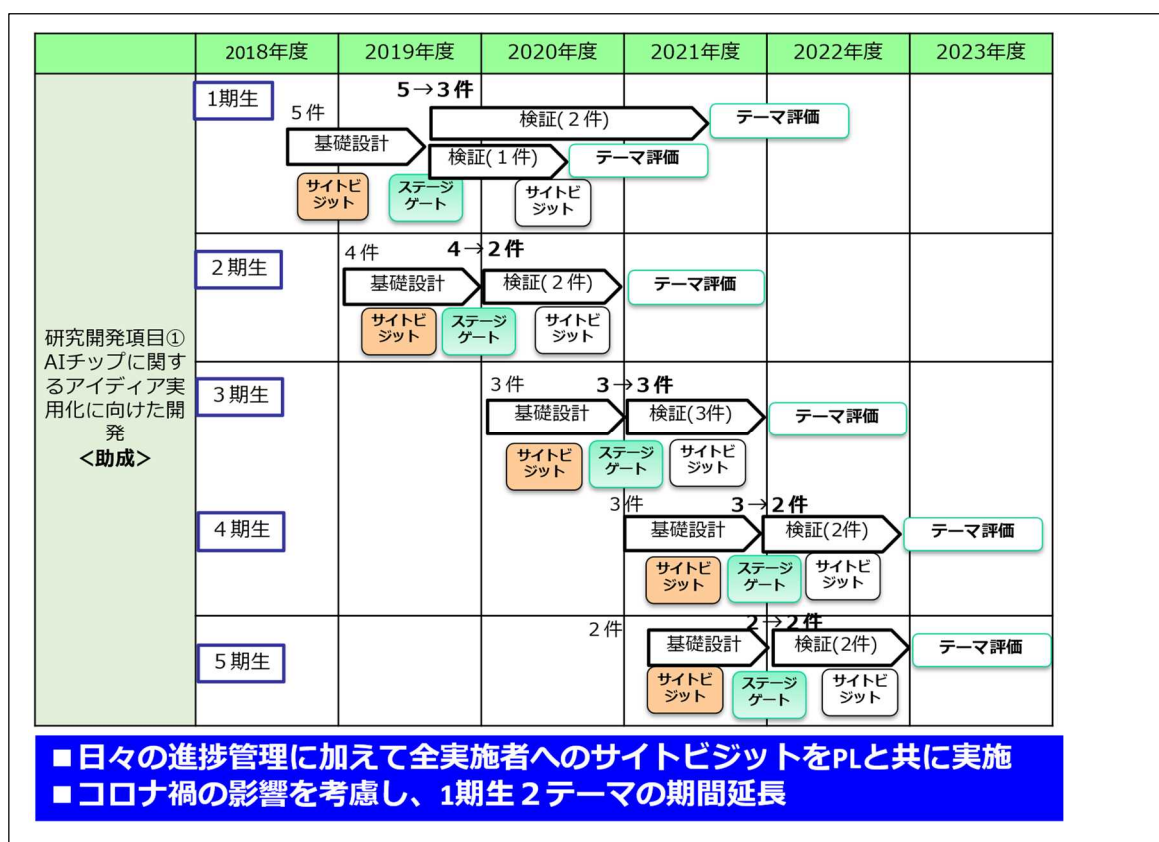 2018年度 2019年度 2020年度 2021年度 2022年度 2023年度
研究開発項目①
AIチップに関す
るアイディア実
用化に向けた開
発
<助成>
1期生
5件
5→3件
基礎設計
検証(2件)
テーマ評価
検証(1件)
テーマ評価
サイトビ
ジット
ステージ
ゲート
サイトビ
ジット
2期生
4件
4→2件
基礎設計
検証(2件)
テーマ評価
サイトビ
ジット
ステージ
ゲート
サイトビ
ジット
3期生
3件
3→3件
基礎設計
検証(3件)
テーマ評価
サイトビ
ジット
ステージ
ゲート
サイトビ
ジット
4期生
3件
3→2件
基礎設計
検証(2件)
テーマ評価
サイトビ
ジット
ステージ
ゲート
サイトビ
ジット
5期生
2件
2→2件
基礎設計
検証(2件)
テーマ評価
サイトビ
ジット
ステージ
ゲート
サイトビ
ジット
■日々の進捗管理に加えて全実施者へのサイトビジットをPLと共に実施
■コロナ禍の影響を考慮し、1期生2テーマの期間延長